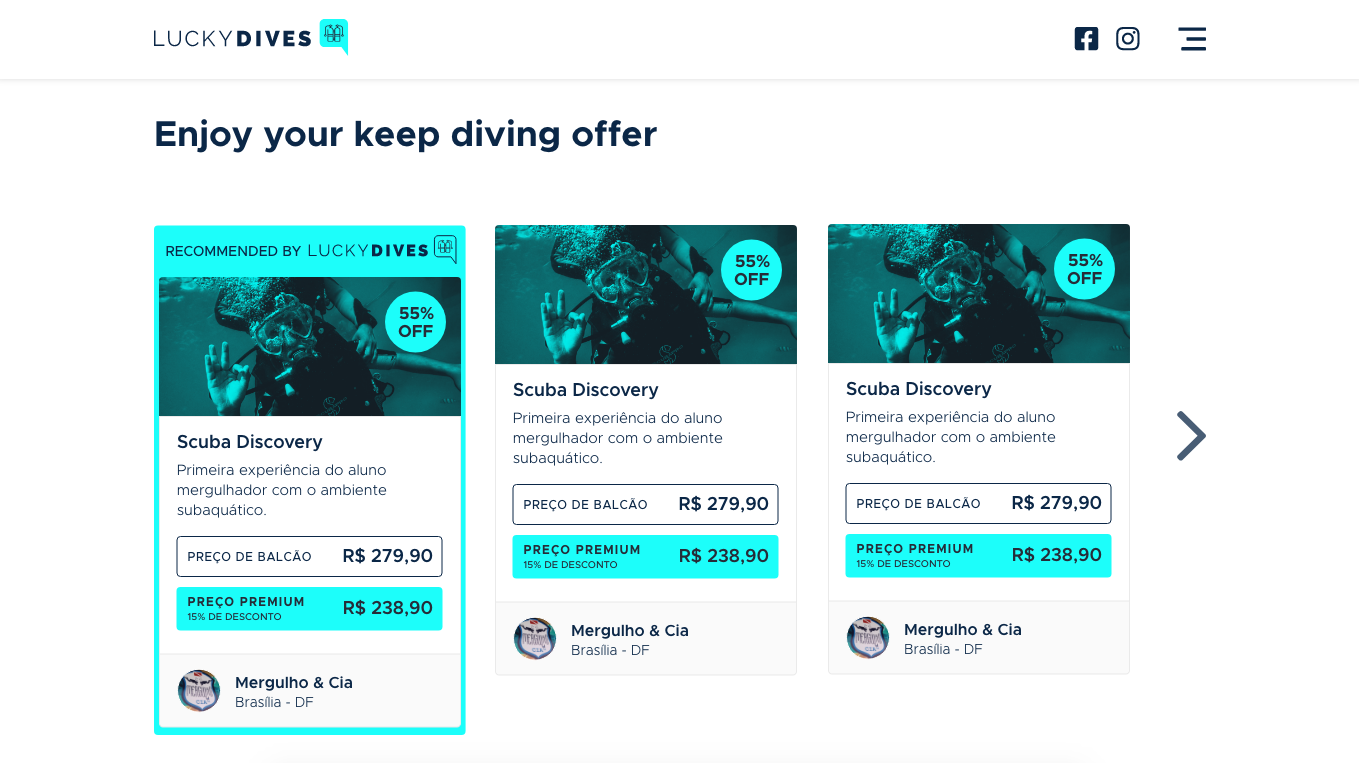 LUCKYDIVES
Enjoy your keep diving offer
RECOMMENDED BY LUCKYDIVES
55%
OFF
Scuba Discovery
Primeira experiência do aluno
mergulhador com o ambiente
subaquático.
PREÇO DE BALCÃO R$ 279,90
PREÇO PREMIUM
15% DE DESCONTO
R$ 238,90
Mergulho & Cia
Brasília - DF
55%
OFF
Scuba Discovery
Primeira experiência do aluno
mergulhador com o ambiente
subaquático.
PREÇO DE BALCÃO R$ 279,90
PREÇO PREMIUM
15% DE DESCONTO
R$ 238,90
Mergulho & Cia
Brasília - DF
55%
OFF
Scuba Discovery
Primeira experiência do aluno
mergulhador com o ambiente
subaquático.
PREÇO DE BALCÃO R$ 279,90
PREÇO PREMIUM
15% DE DESCONTO
R$ 238,90
Mergulho & Cia
Brasília - DF